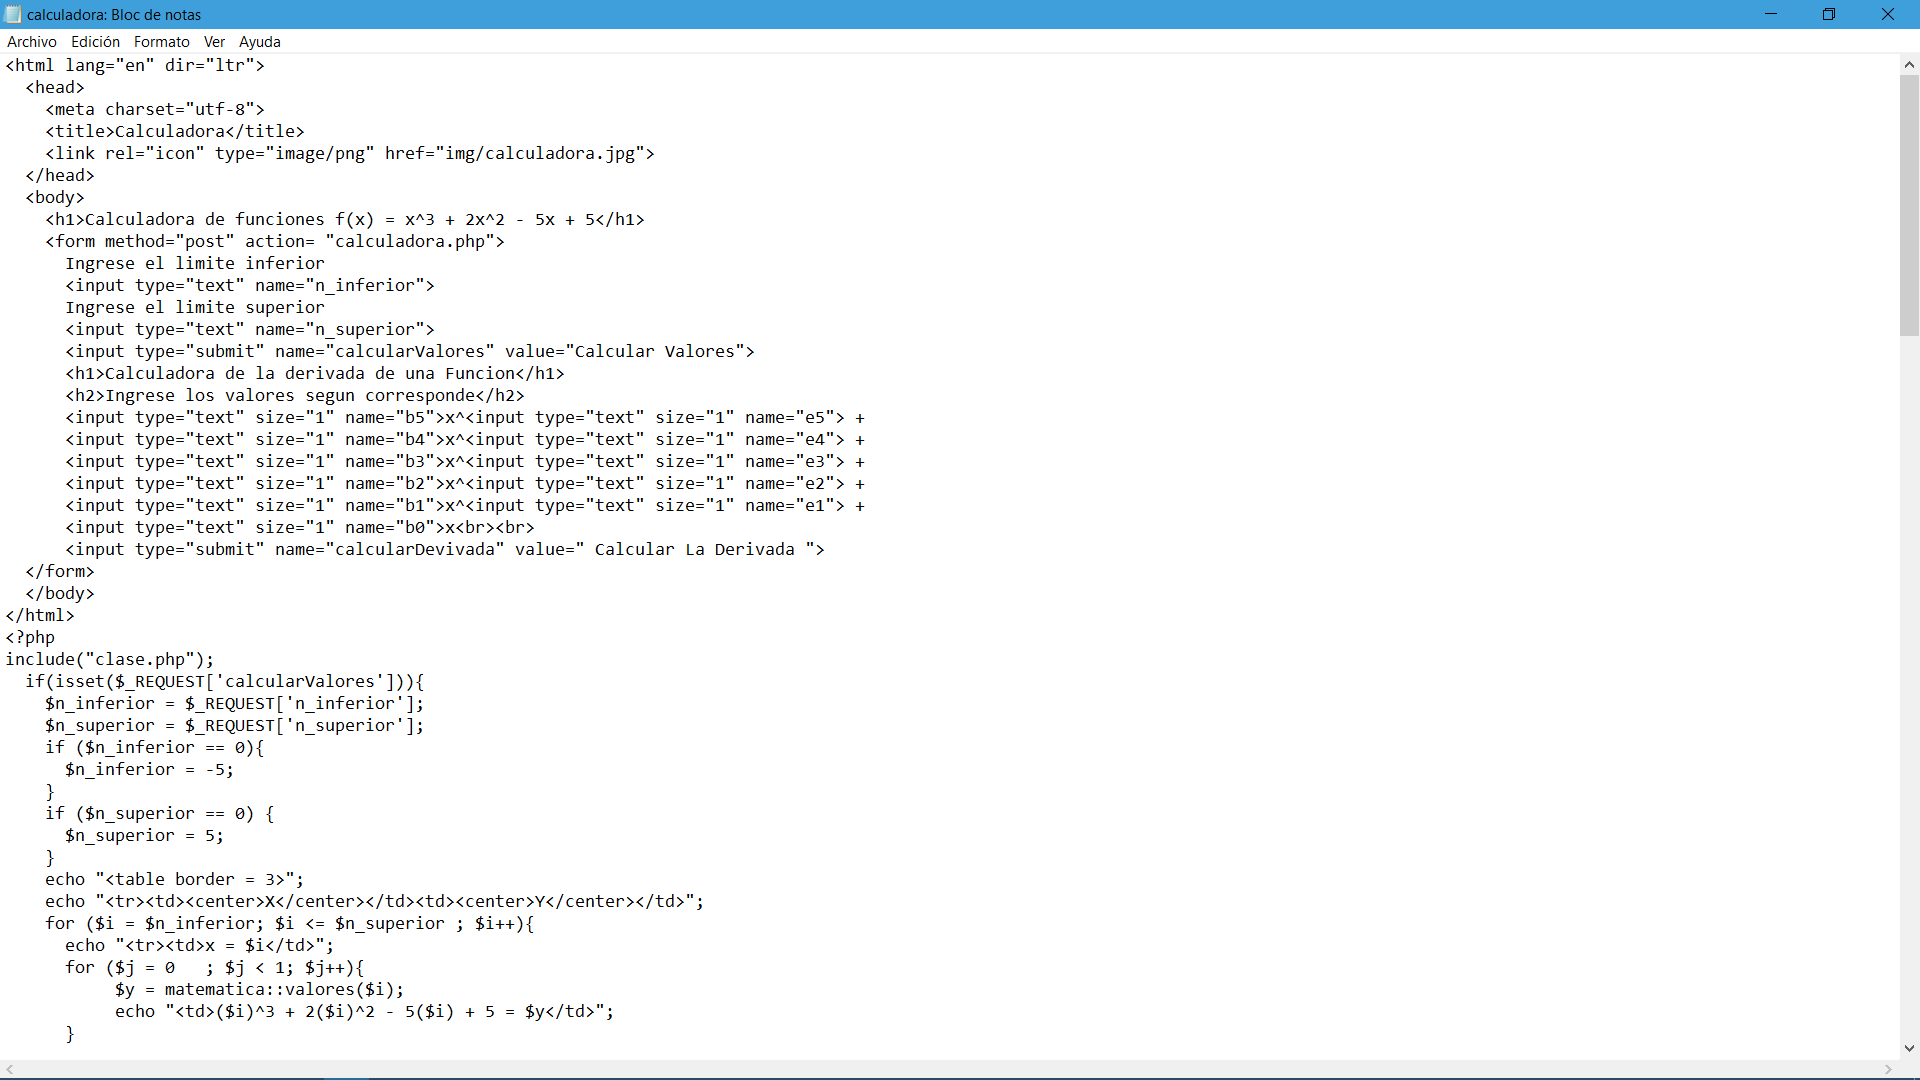 calculadora: Bloc de notas
Archivo Edición Formato Ver Ayuda
<html lang="en" dir="ltr">
  <head>
    <meta charset="utf-8">
    <title>Calculadora</title>
    <link rel="icon" type="image/png" href="img/calculadora.jpg">
  </head>
  <body>
    <h1>Calculadora de funciones f(x) = x^3 + 2x^2 - 5x + 5</h1>
    <form method="post" action= "calculadora.php">
      Ingrese el limite inferior
      <input type="text" name="n_inferior">
      Ingrese el limite superior
      <input type="text" name="n_superior">
      <input type="submit" name="calcularValores" value="Calcular Valores">
      <h1>Calculadora de la derivada de una Funcion</h1>
      <h2>Ingrese los valores segun corresponde</h2>
      <input type="text" size="1" name="b5">x^<input type="text" size="1" name="e5"> +
      <input type="text" size="1" name="b4">x^<input type="text" size="1" name="e4"> +
      <input type="text" size="1" name="b3">x^<input type="text" size="1" name="e3"> +
      <input type="text" size="1" name="b2">x^<input type="text" size="1" name="e2"> +
      <input type="text" size="1" name="b1">x^<input type="text" size="1" name="e1"> +
      <input type="text" size="1" name="b0">x<br><br>
      <input type="submit" name="calcularDevivada" value=" Calcular La Derivada ">
  </form>
  </body>
</html>
<?php
include("clase.php");
  if(isset($_REQUEST['calcularValores'])){
    $n_inferior = $_REQUEST['n_inferior'];
    $n_superior = $_REQUEST['n_superior'];
    if ($n_inferior == 0){
      $n_inferior = -5;
    }
    if ($n_superior == 0) {
      $n_superior = 5;
    }
    echo "<table border = 3>";
    echo "<tr><td><center>X</center></td><td><center>Y</center></td>";
    for ($i = $n_inferior; $i <= $n_superior ; $i++){
      echo "<tr><td>x = $i</td>";
      for ($j = 0   ; $j < 1; $j++){
           $y = matematica::valores($i);
           echo "<td>($i)^3 + 2($i)^2 - 5($i) + 5 = $y</td>";
      }